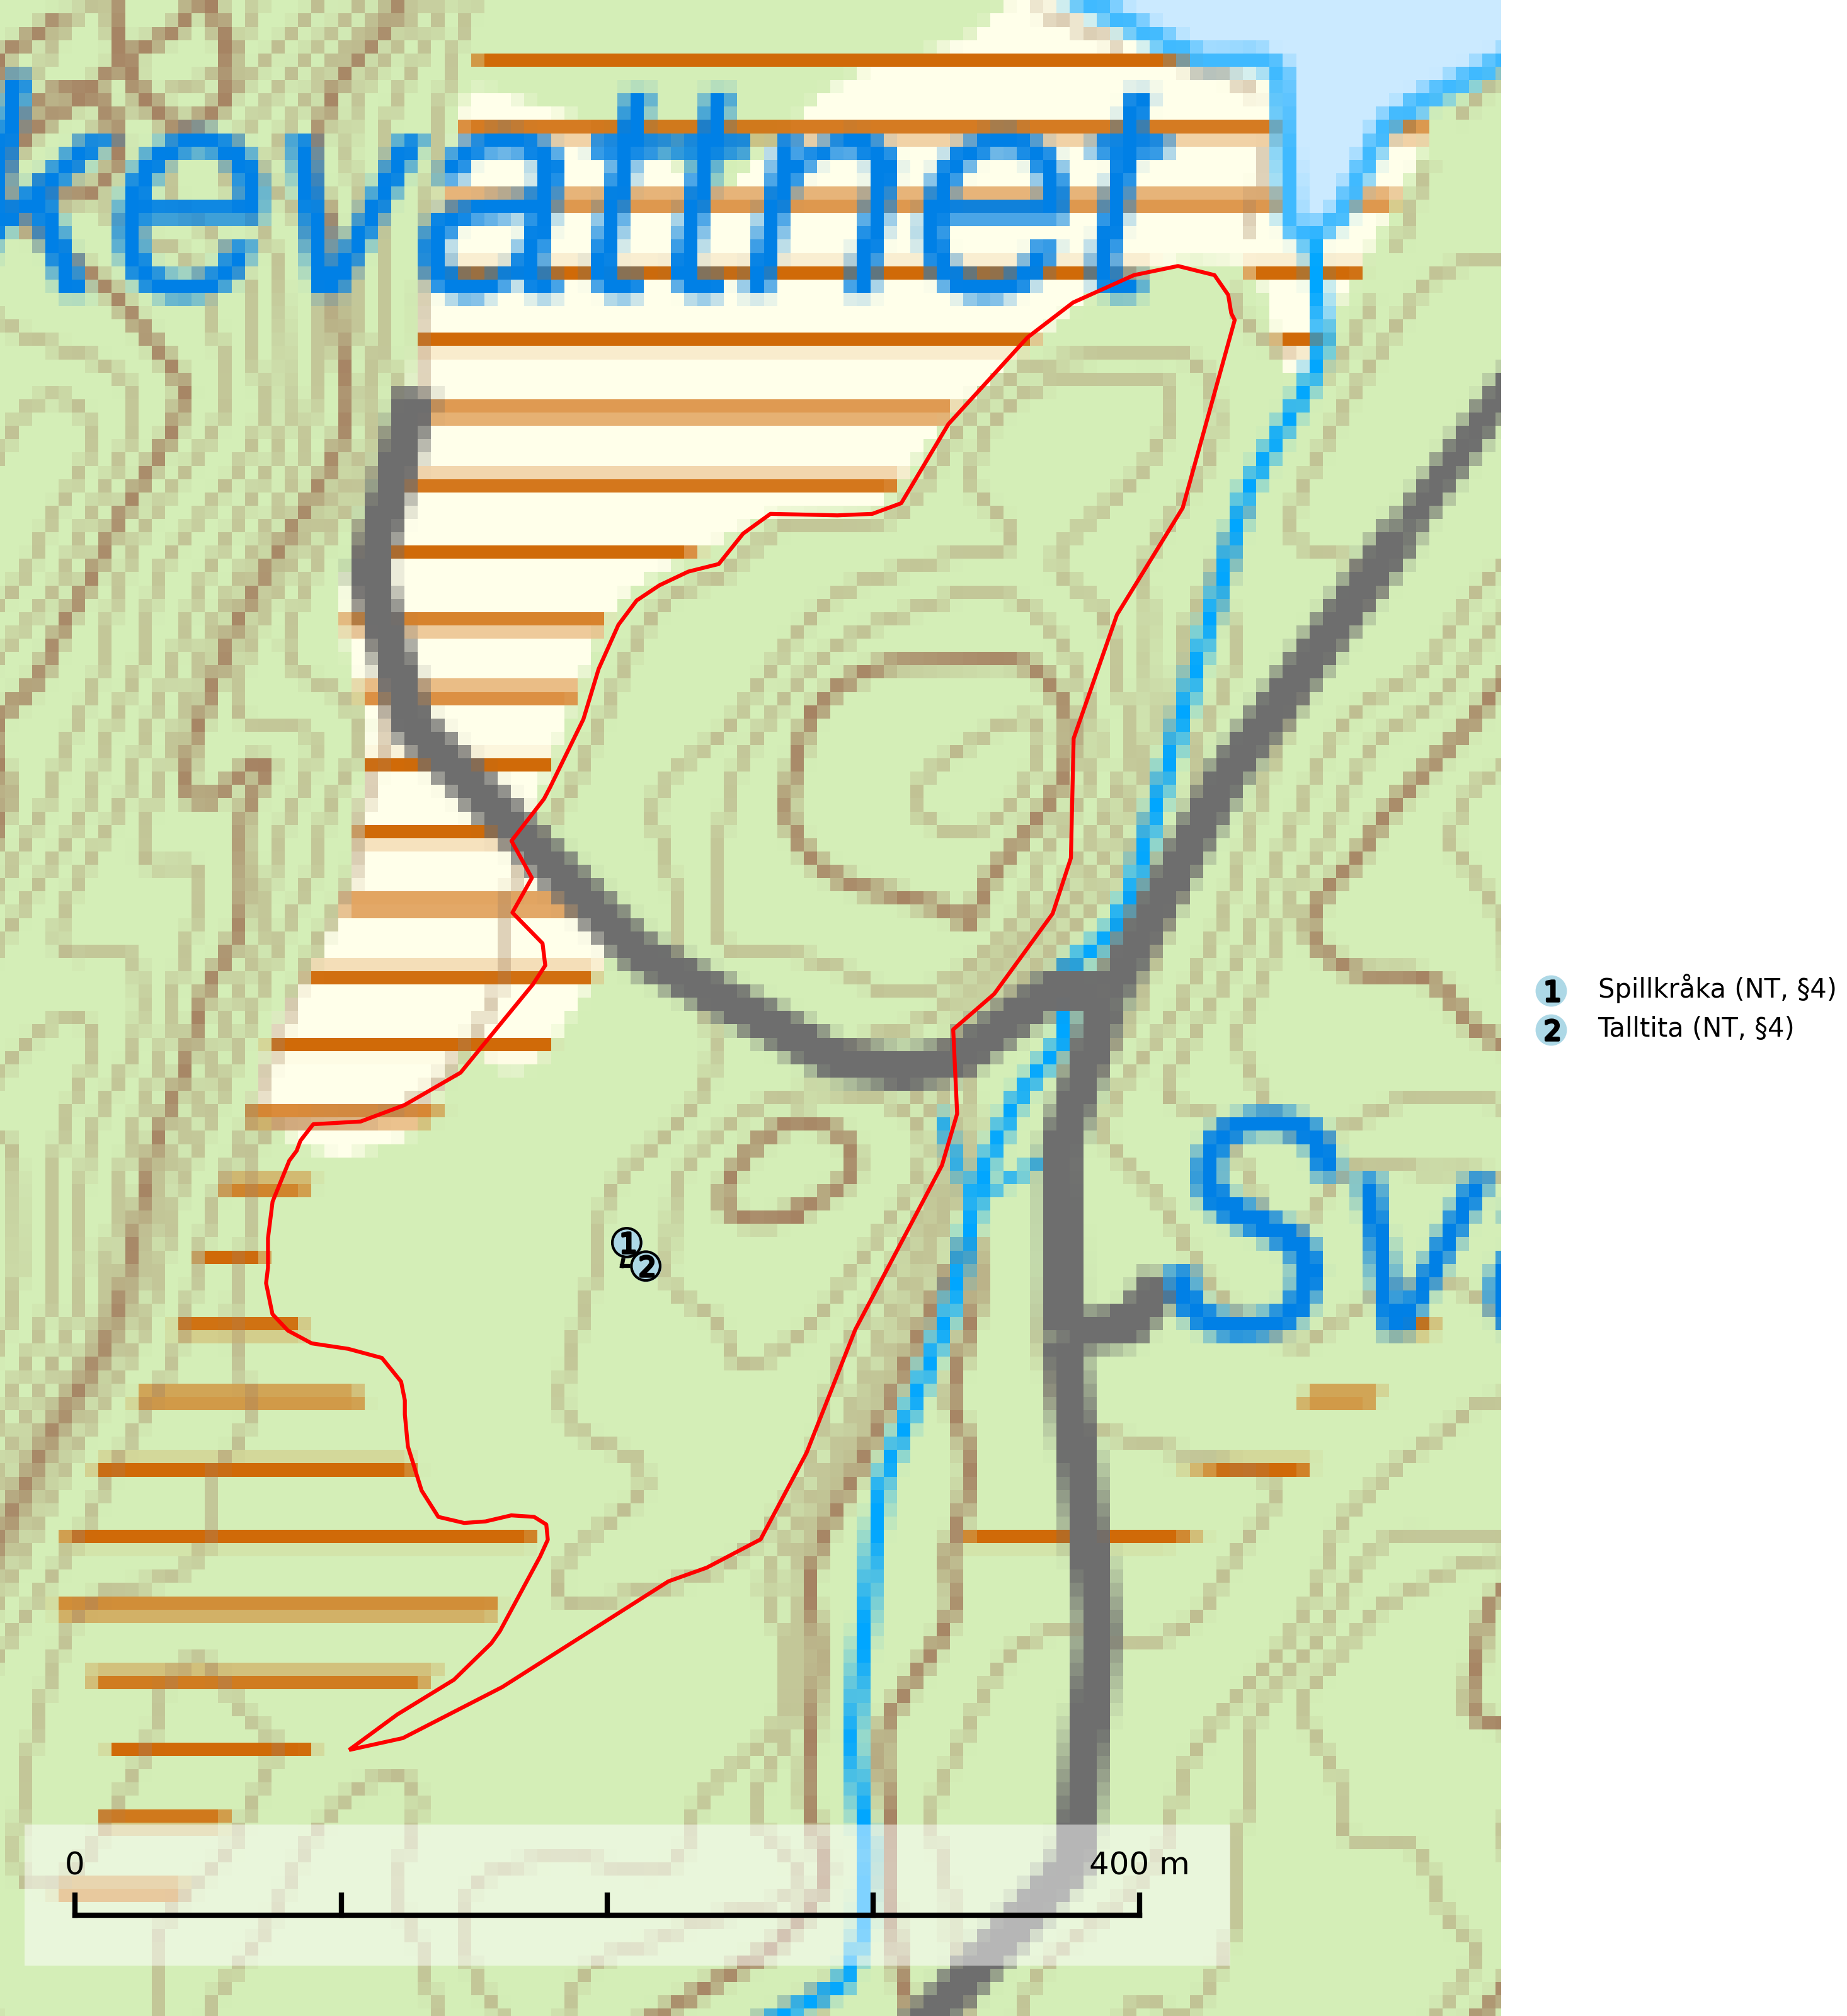 kevattnet
1 Spillkråka (NT, §4)
2 Talltita (NT, §4)
Sv
1
2
0 400 m